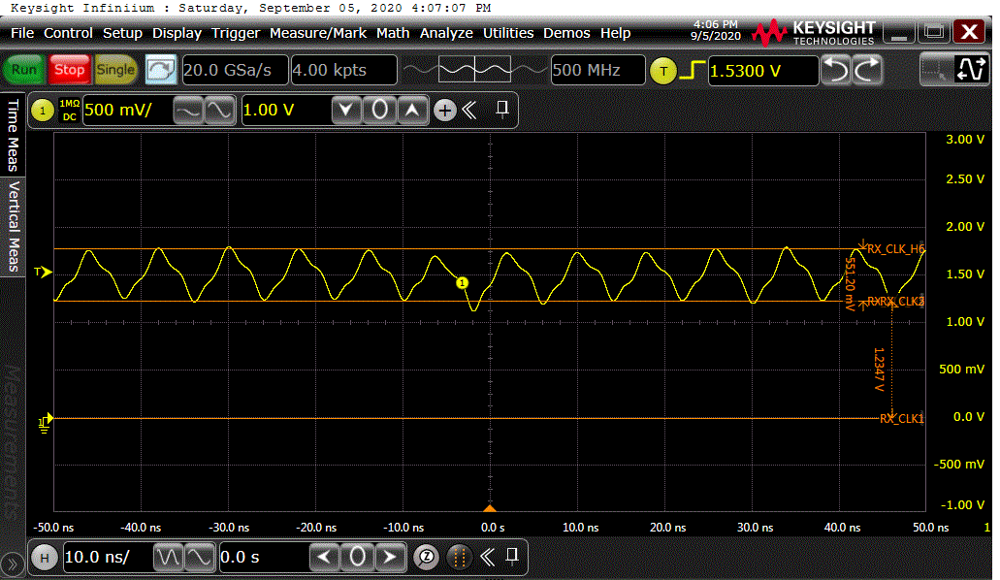 Keysight Infiniium : Saturday, September 05, 2020 4:07:07 PM
File Control Setup Display Trigger Measure/Mark Math Analyze Utilities Demos Help
4:06 PM
9/5/2020
KEYSIGHT
TECHNOLOGIES
Run Stop Single 20.0 GSa/s 4.00 kpts 500 MHz T 1.5300 V
1 1MΩ DC 500 mV/ 1.00 V
Time Meas
Vertical Meas
Measurements
3.00 V
2.50 V
2.00 V
1.50 V
1.00 V
500 mV
0.0 V
-500 mV
-1.00 V
T
1
RX_CLK_H6
551.20 mV
RX_CLK2
1.2347 V
RX_CLK1
1
-50.0 ns -40.0 ns -30.0 ns -20.0 ns -10.0 ns 0.0 s 10.0 ns 20.0 ns 30.0 ns 40.0 ns 50.0 ns 1
H 10.0 ns/ 0.0 s Z